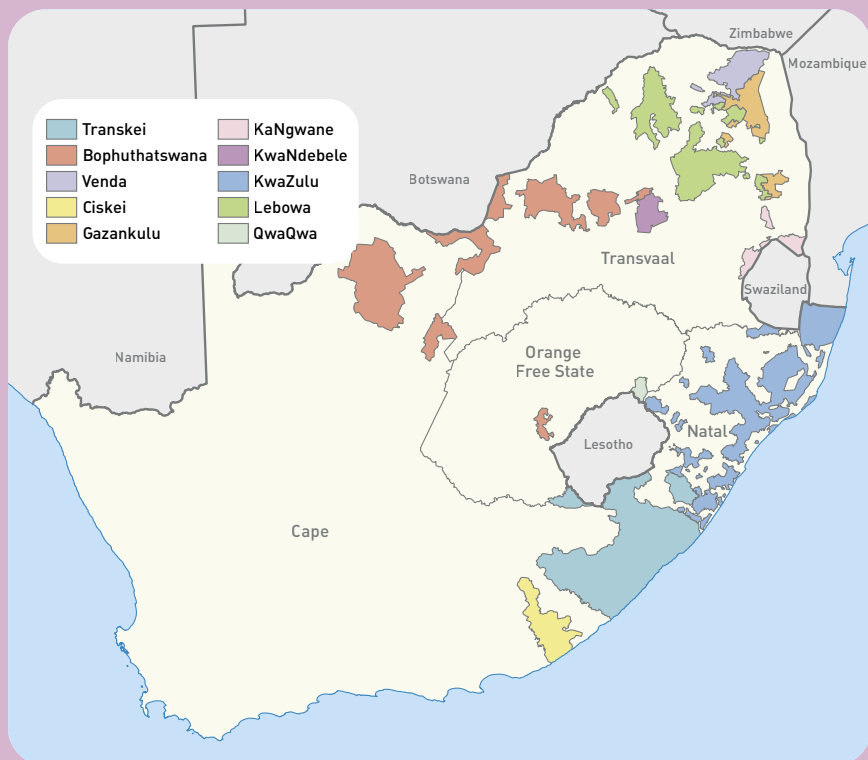 Zimbabwe
Mozambique
Transkei
Bophuthatswana
Venda
Ciskei
Gazankulu
KaNgwane
KwaNdebele
KwaZulu
Lebowa
QwaQwa
Botswana
Transvaal
Swaziland
Namibia
Orange
Free State
Natal
Lesotho
Cape